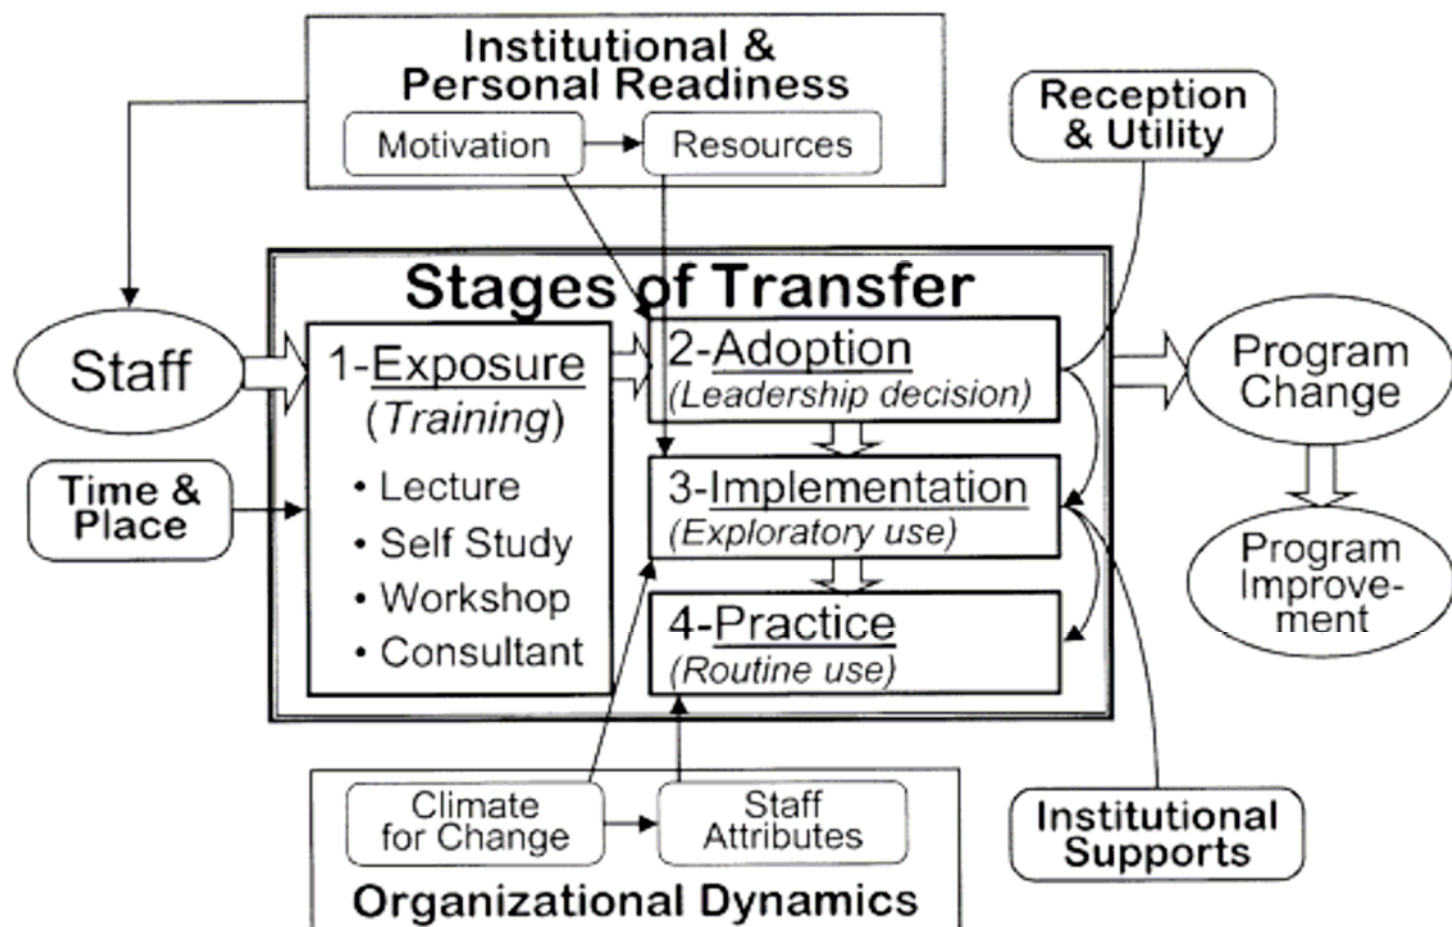 Institutional &
Personal Readiness
Motivation
Resources
Reception
& Utility
Stages of Transfer
Staff
Time &
Place
1-Exposure
(Training)
• Lecture
• Self Study
• Workshop
• Consultant
2-Adoption
(Leadership decision)
3-Implementation
(Exploratory use)
4-Practice
(Routine use)
Program
Change
Program
Improve-
ment
Climate
for Change
Staff
Attributes
Organizational Dynamics
Institutional
Supports